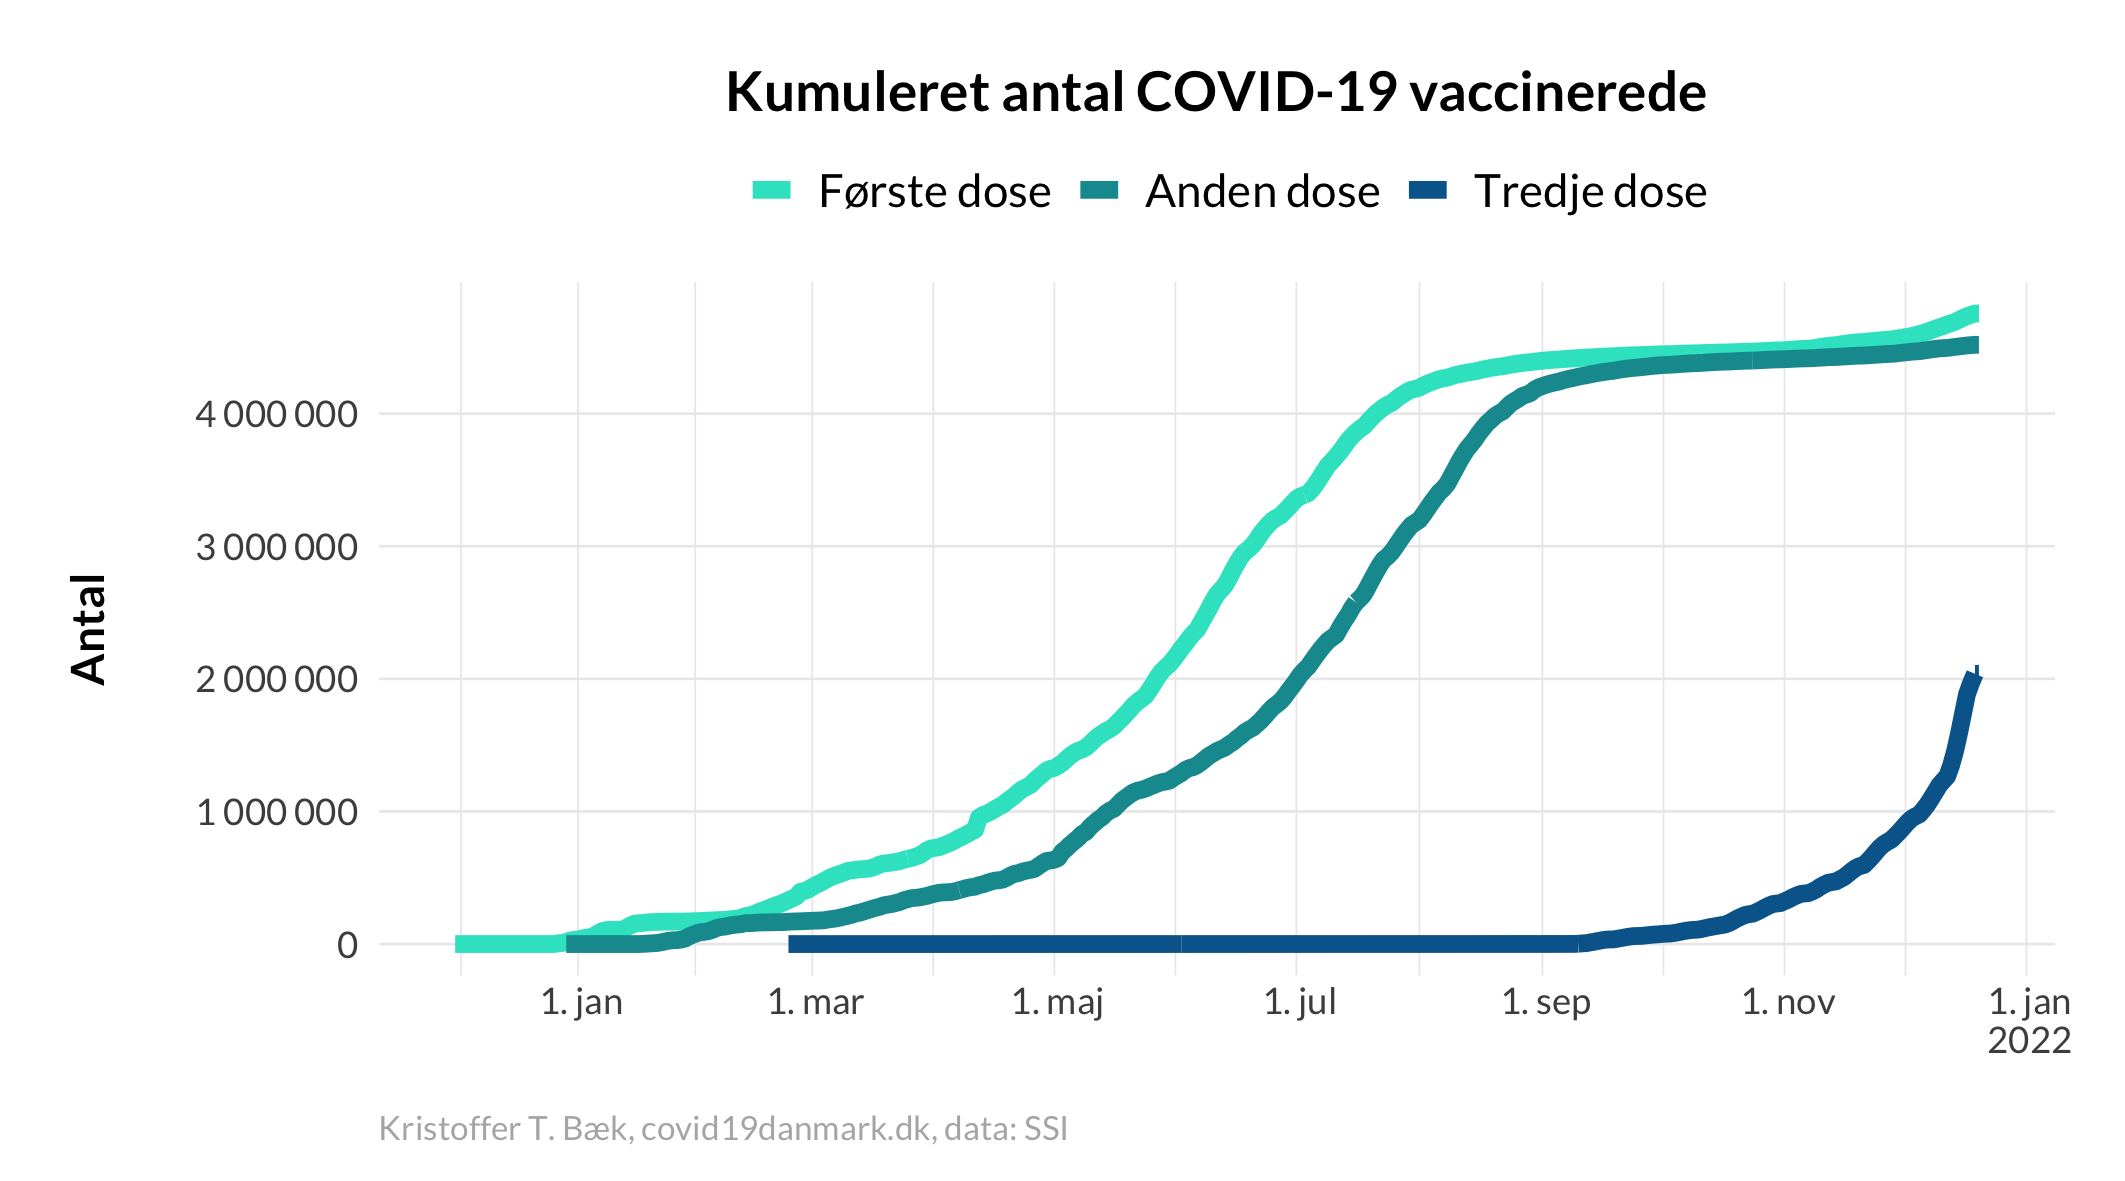 Kumuleret antal COVID-19 vaccinerede
Første dose Anden dose Tredje dose
Antal
4 000 000
3 000 000
2 000 000
1 000 000
0
1. jan 1. mar 1. maj 1. jul 1. sep 1. nov 1. jan
2022
Kristoffer T. Bæk, covid19danmark.dk, data: SSI